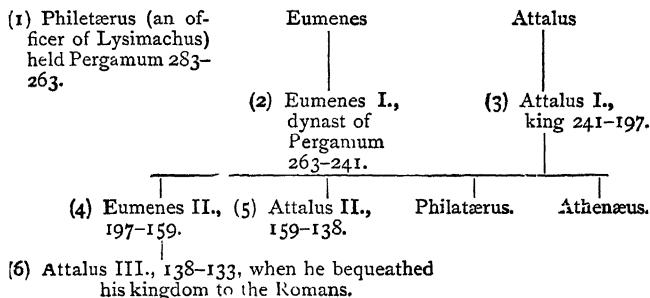 (1) Philetærus (an of-
ficer of Lysimachus)
held Pergamum 283–
263.
Eumenes
Attalus
(2) Eumenes I.,
dynast of
Pergamum
263–241.
(3) Attalus I.,
king 241–197.
(4) Eumenes II.,
197–159.
(5) Attalus II.,
159–138.
Philatærus.
Athenæus.
(6) Attalus III., 138–133, when he bequeathed
his kingdom to the Romans.